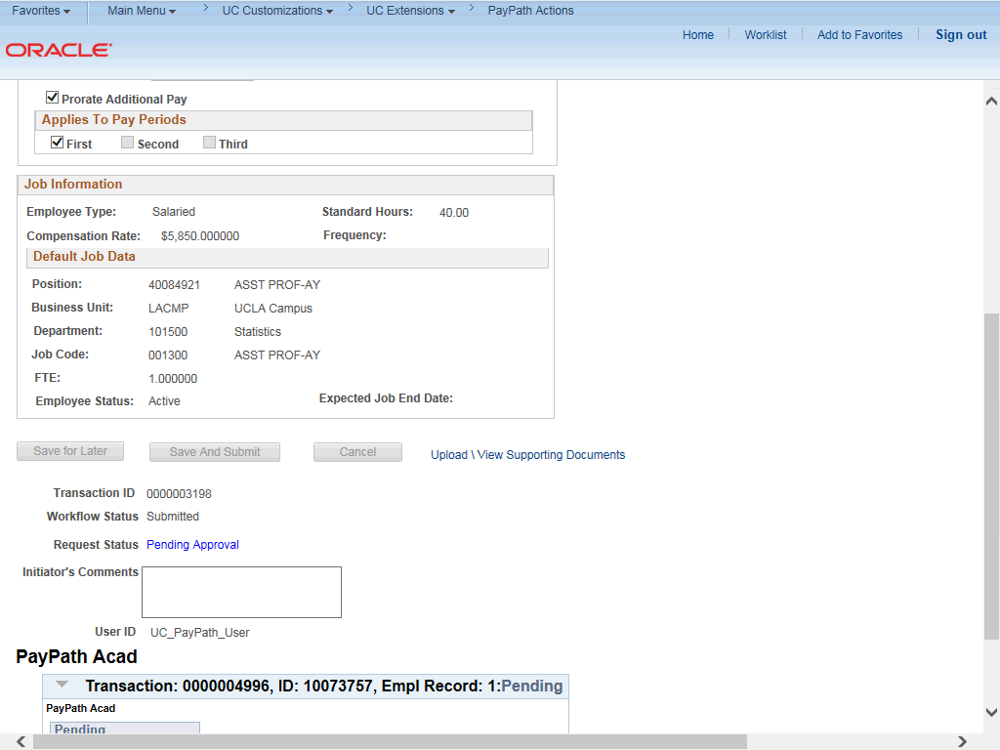 Favorites Main Menu > UC Customizations > UC Extensions > PayPath Actions
Home Worklist Add to Favorites Sign out
ORACLE
Prorate Additional Pay
Applies To Pay Periods
First Second Third
Job Information
Employee Type: Salaried Standard Hours: 40.00
Compensation Rate: $5,850.000000 Frequency:
Default Job Data
Position: 40084921 ASST PROF-AY
Business Unit: LACMP UCLA Campus
Department: 101500 Statistics
Job Code: 001300 ASST PROF-AY
FTE: 1.000000
Employee Status: Active Expected Job End Date:
Save for Later Save And Submit Cancel Upload \ View Supporting Documents
Transaction ID 0000003198
Workflow Status Submitted
Request Status Pending Approval
Initiator's Comments
User ID UC_PayPath_User
PayPath Acad
Transaction: 0000004996, ID: 10073757, Empl Record: 1:Pending
PayPath Acad
Pending